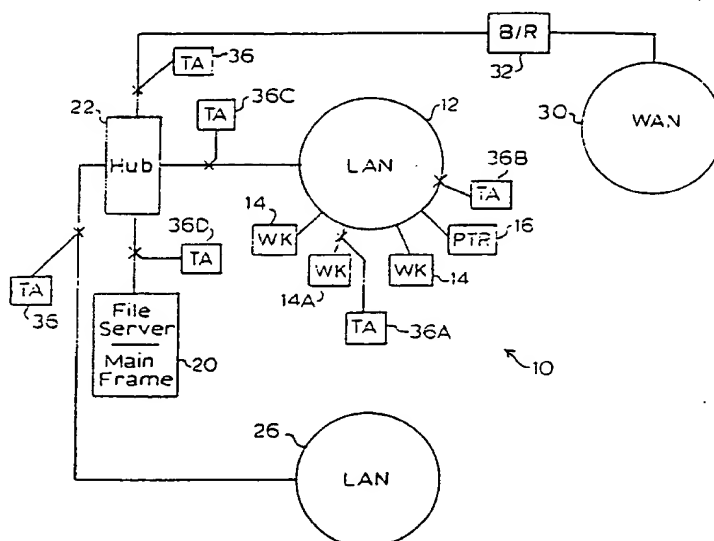 B/R
32
TA
36
36C
TA
22
Hub
12
LAN
30
WAN
36B
TA
14
WK
PTR
16
36D
TA
WK
14A
WK
14
TA
36
File
Server
Main
Frame
20
TA
36A
10
26
LAN